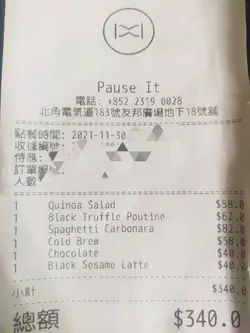 Pause It
電話: +852 2319 0028
北角電氣道183號友邦廣場地下18號舖
點餐時間: 2021-11-30
收據編號:
侍應:
訂單編號:
人數:
1 Quinoa Salad $58.0
1 Black Truffle Poutine $62.0
1 Spaghetti Carbonara $82.0
1 Cold Brew $58.0
1 Chocolate $40.0
1 Black Sesame Latte $40.
小計 $340.0
總額 $340.0